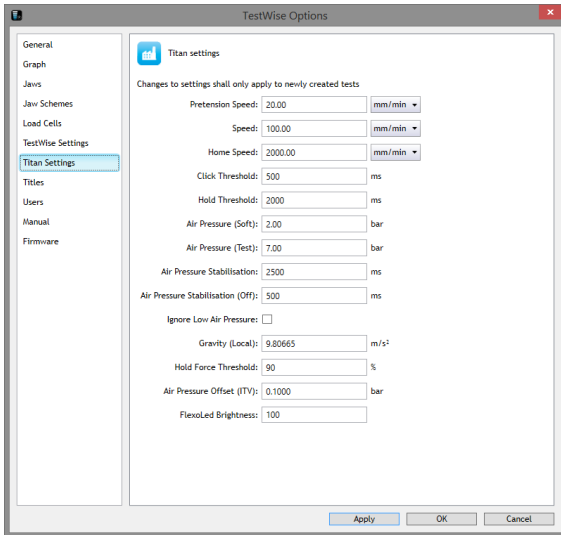 TestWise Options
General
Graph
Jaws
Jaw Schemes
Load Cells
TestWise Settings
Titan Settings
Titles
Users
Manual
Firmware
Titan settings
Changes to settings shall only apply to newly created tests
Pretension Speed: 20.00 mm/min
Speed: 100.00 mm/min
Home Speed: 2000.00 mm/min
Click Threshold: 500 ms
Hold Threshold: 2000 ms
Air Pressure (Soft): 2.00 bar
Air Pressure (Test): 7.00 bar
Air Pressure Stabilisation: 2500 ms
Air Pressure Stabilisation (Off): 500 ms
Ignore Low Air Pressure:
Gravity (Local): 9.80665 m/s²
Hold Force Threshold: 90 %
Air Pressure Offset (ITV): 0.1000 bar
FlexoLed Brightness: 100
Apply OK Cancel